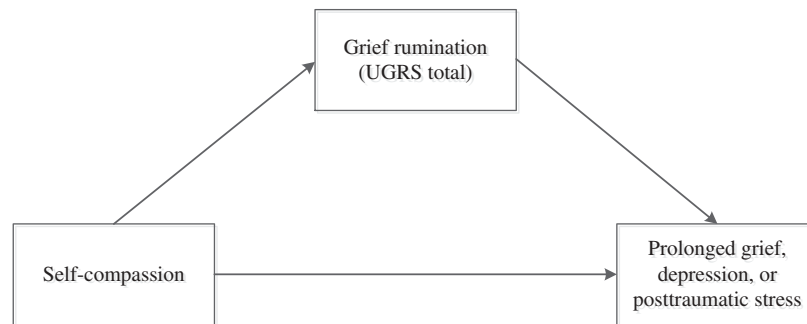 Grief rumination
(UGRS total)
Self-compassion
Prolonged grief,
depression, or
posttraumatic stress